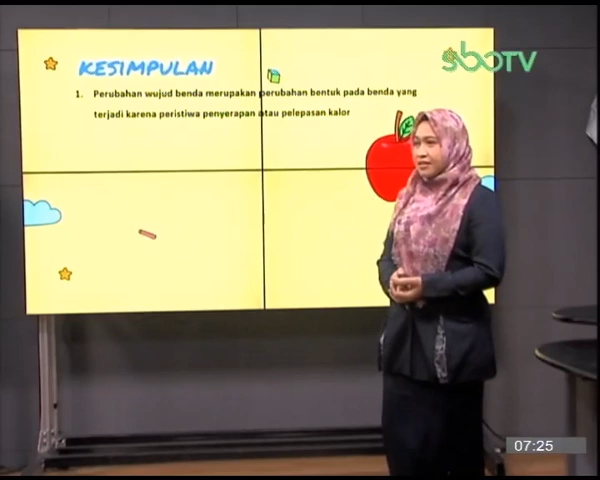 KESIMPULAN
sboTV
1. Perubahan wujud benda merupakan perubahan bentuk pada benda yang
terjadi karena peristiwa penyerapan atau pelepasan kalor
07:25